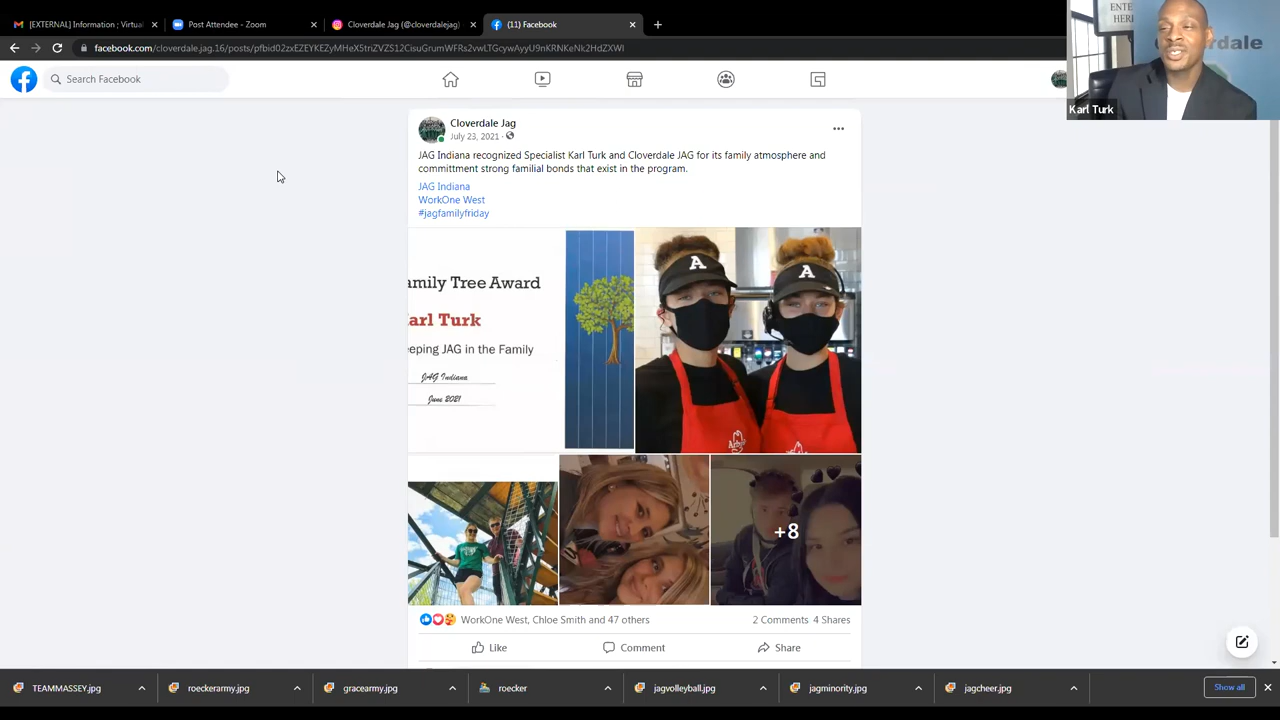 [EXTERNAL] Information ; Virtual
Post Attendee - Zoom
Cloverdale Jag (@cloverdalejag)
(11) Facebook
facebook.com/cloverdale.jag.16/posts/
ENTE
HERE
Karl Turk
Search Facebook
Cloverdale Jag
July 23, 2021 ·
JAG Indiana recognized Specialist Karl Turk and Cloverdale JAG for its family atmosphere and
committment strong familial bonds that exist in the program.
JAG Indiana
WorkOne West
#jagfamilyfriday
amily Tree Award
arl Turk
eeping JAG in the Family
JAG Indiana
June 2021
A
A
+8
WorkOne West, Chloe Smith and 47 others
2 Comments 4 Shares
Like
Comment
Share
TEAMMASSEY.jpg
roeckerarmy.jpg
gracearmy.jpg
roecker
jagvolleyball.jpg
jagminority.jpg
jagcheer.jpg
Show all